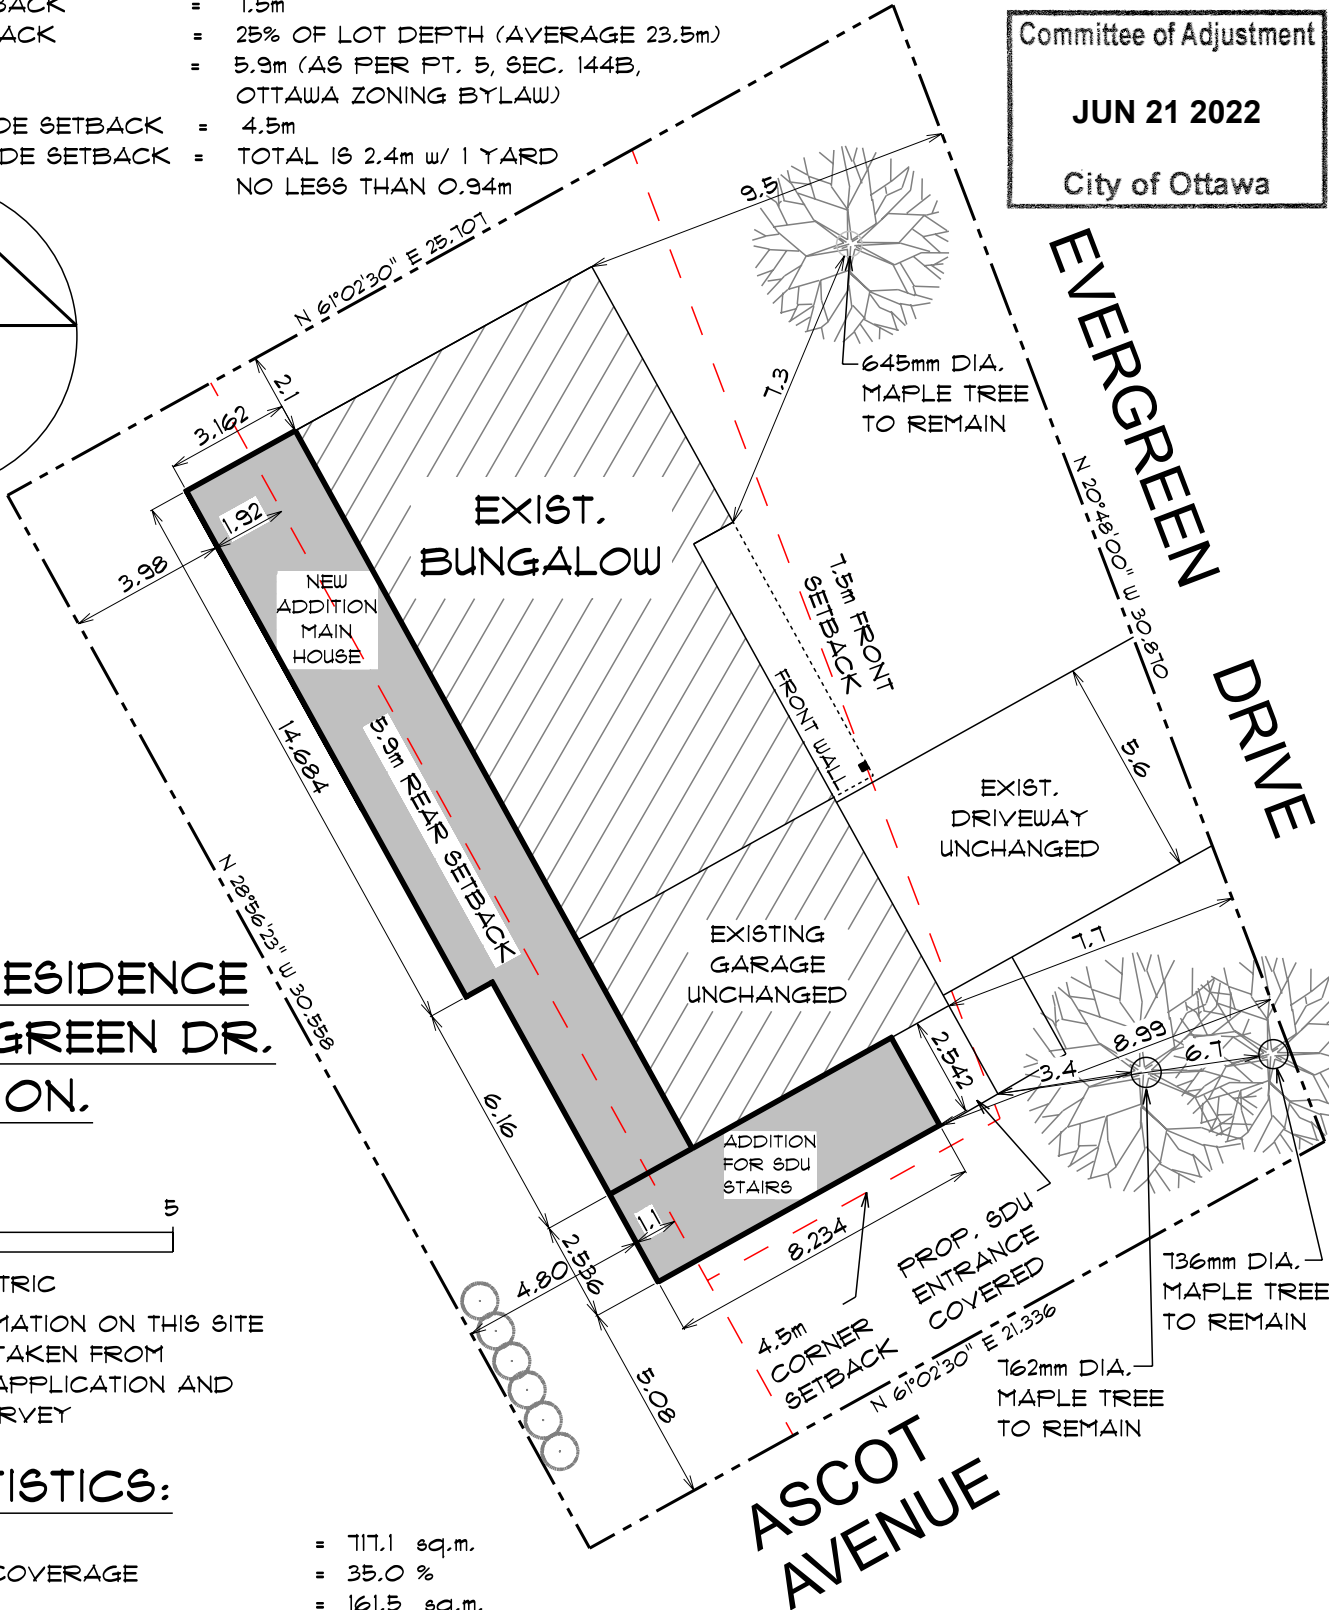 BACK = 1.5m
ACK = 25% OF LOT DEPTH (AVERAGE 23.5m)
= 5.9m (AS PER PT. 5, SEC. 144B,
OTTAWA ZONING BYLAW)
DE SETBACK = 4.5m
DE SETBACK = TOTAL IS 2.4m w/ 1 YARD
NO LESS THAN 0.94m
Committee of Adjustment
JUN 21 2022
City of Ottawa
N 61°02'30" E 25.707
9.5
EVERGREEN DRIVE
645mm DIA.
MAPLE TREE
TO REMAIN
7.3
2.1
3.162
1.92
3.98
EXIST.
BUNGALOW
NEW
ADDITION
MAIN
HOUSE
N 20°48'00" W 30.870
7.5m FRONT
SETBACK
FRONT WALL
14.684
5.9m REAR SETBACK
5.6
EXIST.
DRIVEWAY
UNCHANGED
N 28°56'23" W 30.558
EXISTING
GARAGE
UNCHANGED
7.7
ESIDENCE
GREEN DR.
ON.
2.542
3.4
8.99
6.7
6.16
ADDITION
FOR SDU
STAIRS
1.1
8.234
2.536
4.80
5
PROP. SDU
ENTRANCE
COVERED
736mm DIA.
MAPLE TREE
TO REMAIN
TRIC
MATION ON THIS SITE
TAKEN FROM
APPLICATION AND
RVEY
4.5m
CORNER
SETBACK
N 61°02'30" E 21.336
762mm DIA.
MAPLE TREE
TO REMAIN
5.08
ASCOT
AVENUE
TISTICS:
= 717.1 sq.m.
COVERAGE = 35.0 %
= 161.5 sq.m.